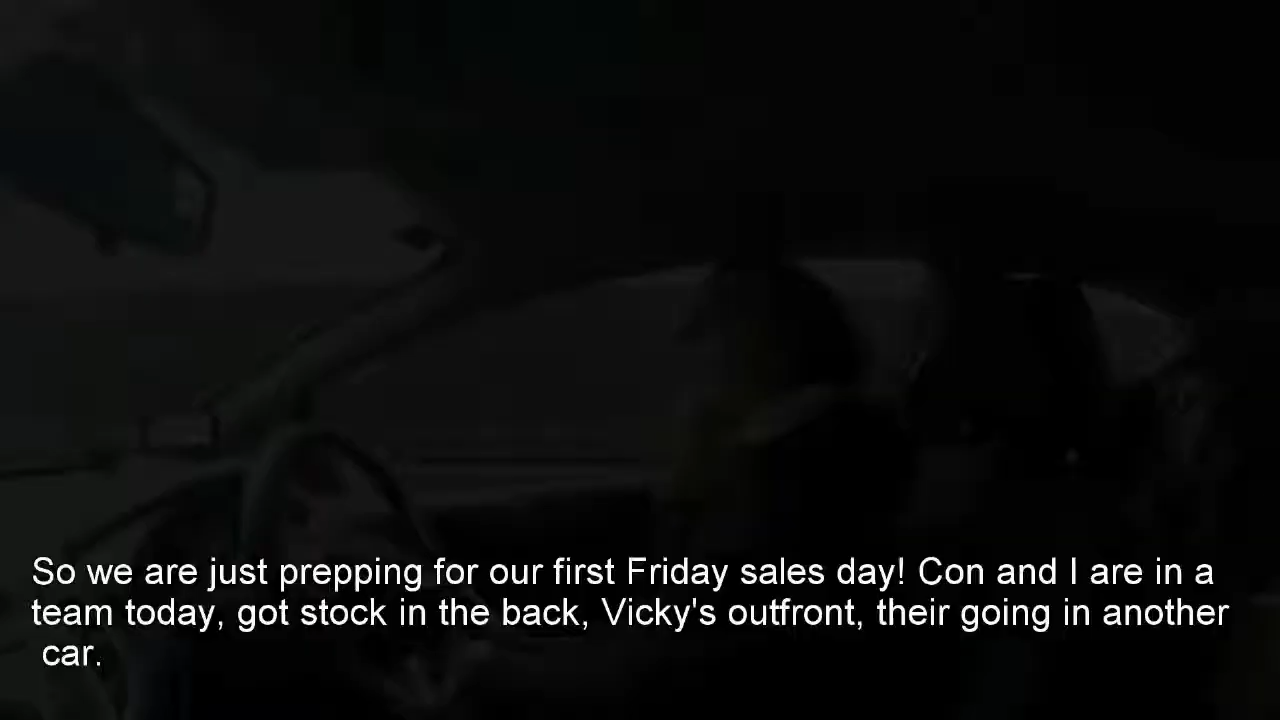 So we are just prepping for our first Friday sales day! Con and I are in a
team today, got stock in the back, Vicky's outfront, their going in another
car.